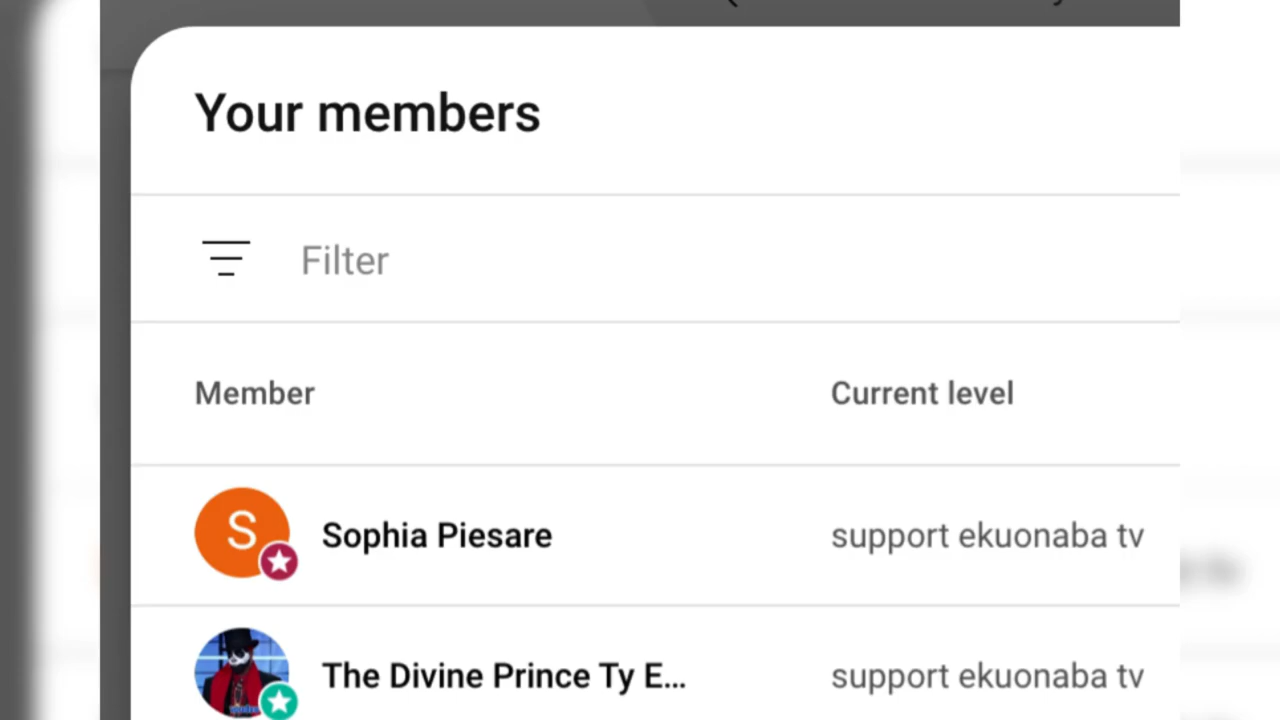 Your members
Filter
Member Current level
S Sophia Piesare support ekuonaba tv
The Divine Prince Ty E... support ekuonaba tv